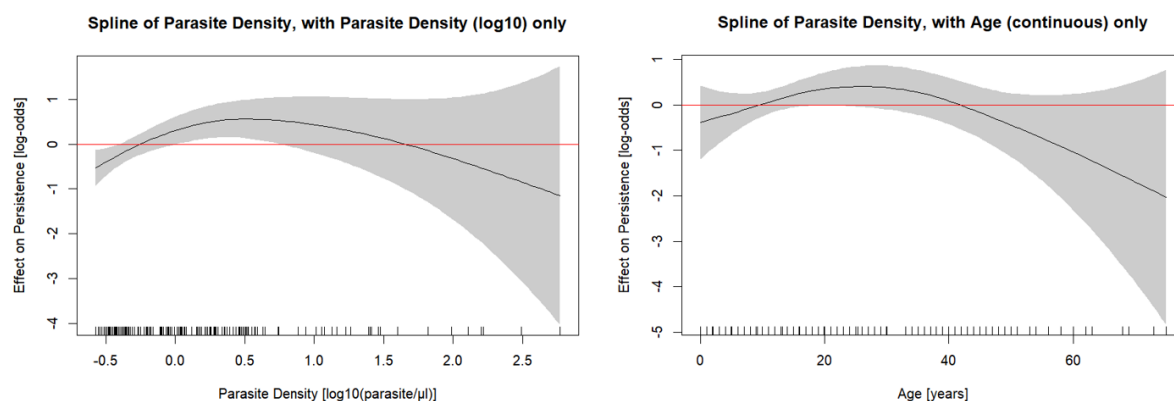 Spline of Parasite Density, with Parasite Density (log10) only
Effect on Persistence [log-odds]
1
0
-1
-2
-3
-4
-0.5 0.0 0.5 1.0 1.5 2.0 2.5
Parasite Density [log10(parasite/µl)]
Spline of Parasite Density, with Age (continuous) only
Effect on Persistence [log-odds]
1
0
-1
-2
-3
-4
-5
0 20 40 60
Age [years]